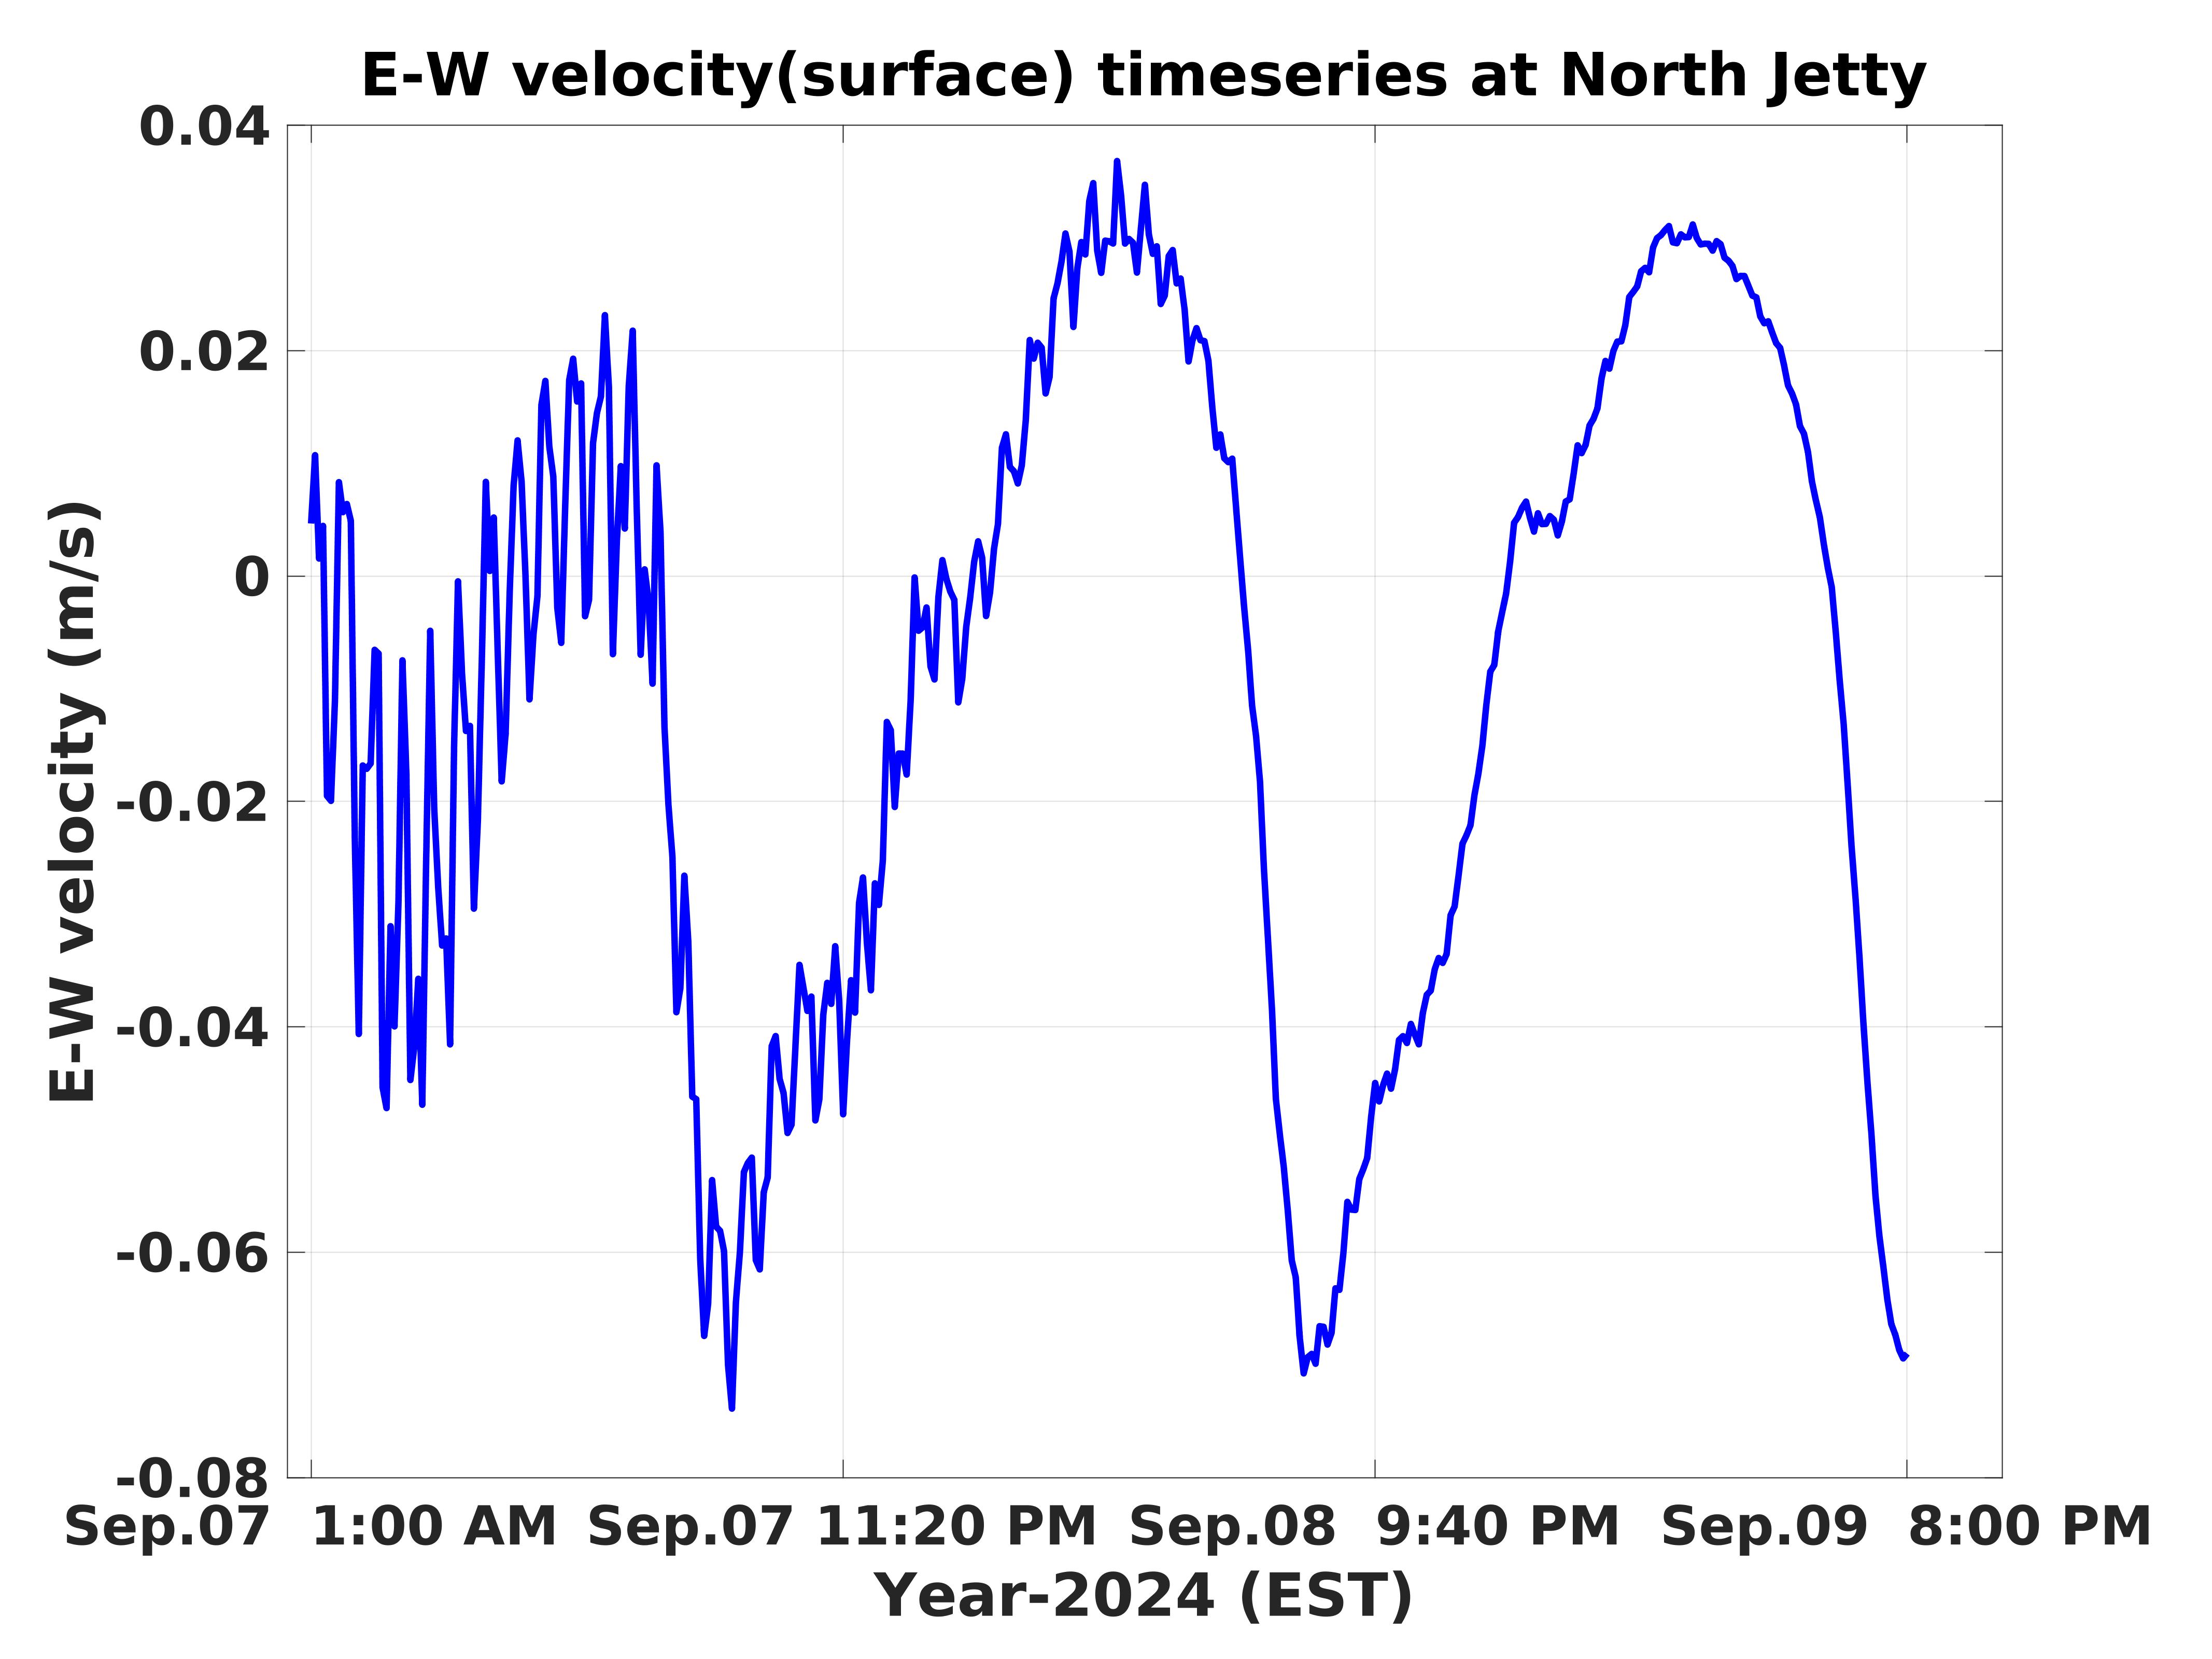 E-W velocity(surface) timeseries at North Jetty
0.04
0.02
0
-0.02
-0.04
-0.06
-0.08
E-W velocity (m/s)
Sep.07 1:00 AM Sep.07 11:20 PM Sep.08 9:40 PM Sep.09 8:00 PM
Year-2024 (EST)